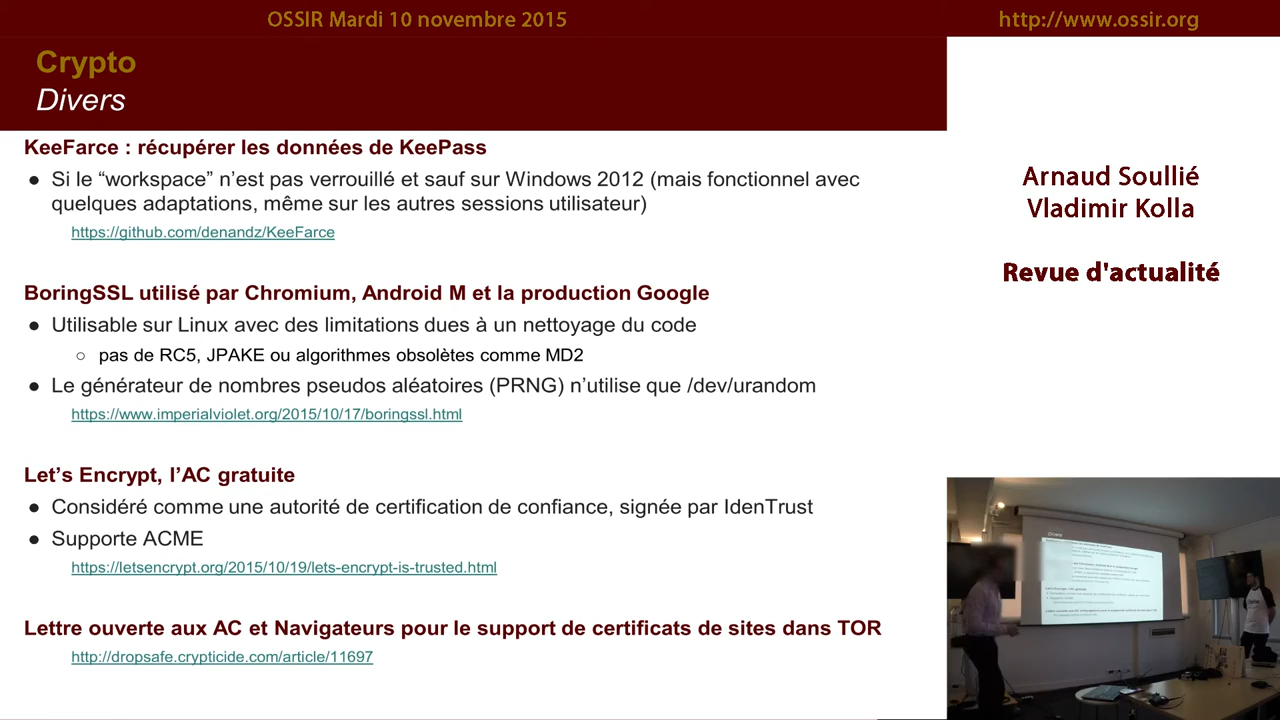 OSSIR Mardi 10 novembre 2015
http://www.ossir.org
Crypto
Divers
KeeFarce : récupérer les données de KeePass
● Si le “workspace” n’est pas verrouillé et sauf sur Windows 2012 (mais fonctionnel avec
quelques adaptations, même sur les autres sessions utilisateur)
https://github.com/denandz/KeeFarce
BoringSSL utilisé par Chromium, Android M et la production Google
● Utilisable sur Linux avec des limitations dues à un nettoyage du code
○ pas de RC5, JPAKE ou algorithmes obsolètes comme MD2
● Le générateur de nombres pseudos aléatoires (PRNG) n’utilise que /dev/urandom
https://www.imperialviolet.org/2015/10/17/boringssl.html
Let’s Encrypt, l’AC gratuite
● Considéré comme une autorité de certification de confiance, signée par IdenTrust
● Supporte ACME
https://letsencrypt.org/2015/10/19/lets-encrypt-is-trusted.html
Lettre ouverte aux AC et Navigateurs pour le support de certificats de sites dans TOR
http://dropsafe.crypticide.com/article/11697
Arnaud Soullié
Vladimir Kolla
Revue d'actualité